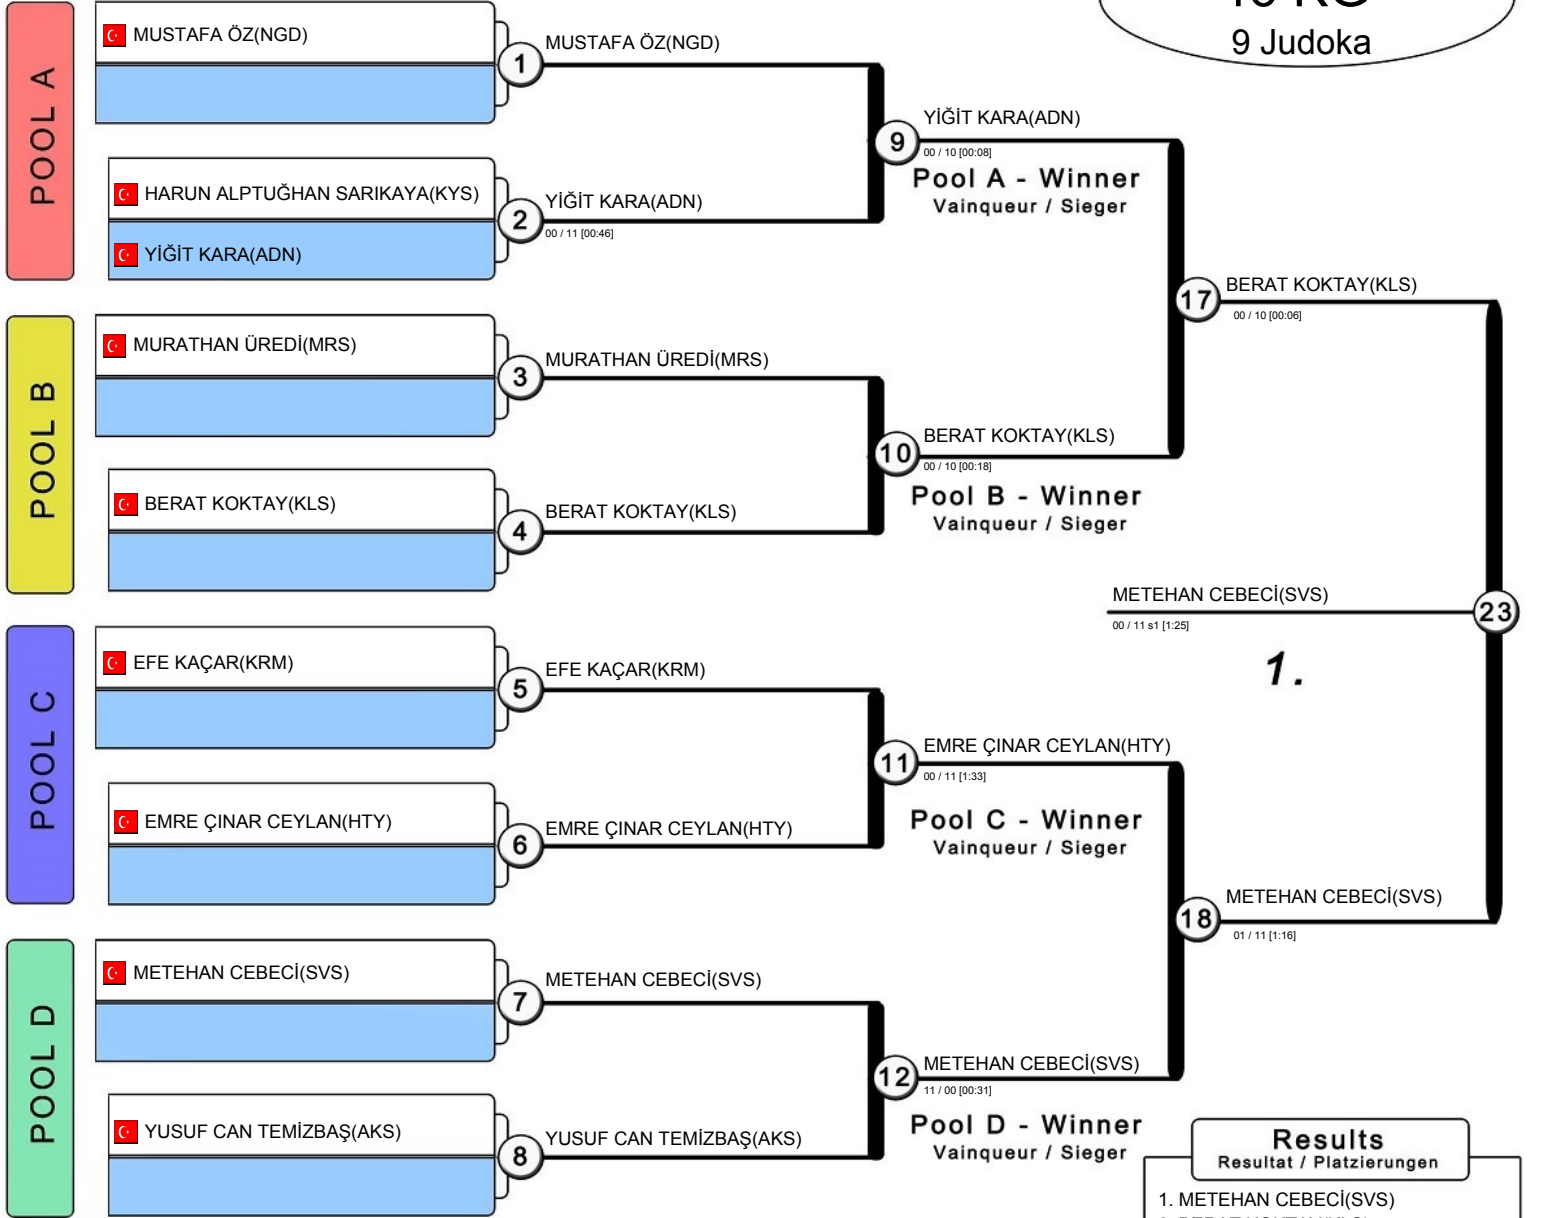 KG
9 Judoka
POOL A
MUSTAFA ÖZ(NGD)
1
MUSTAFA ÖZ(NGD)
HARUN ALPTUĞHAN SARIKAYA(KYS)
YİĞİT KARA(ADN)
2
YİĞİT KARA(ADN)
00 / 11 [00:46]
9
YİĞİT KARA(ADN)
00 / 10 [00:08]
Pool A - Winner
Vainqueur / Sieger
POOL B
MURATHAN ÜREDİ(MRS)
3
MURATHAN ÜREDİ(MRS)
BERAT KOKTAY(KLS)
4
BERAT KOKTAY(KLS)
10
BERAT KOKTAY(KLS)
00 / 10 [00:18]
Pool B - Winner
Vainqueur / Sieger
17
BERAT KOKTAY(KLS)
00 / 10 [00:06]
POOL C
EFE KAÇAR(KRM)
5
EFE KAÇAR(KRM)
EMRE ÇINAR CEYLAN(HTY)
6
EMRE ÇINAR CEYLAN(HTY)
11
EMRE ÇINAR CEYLAN(HTY)
00 / 11 [1:33]
Pool C - Winner
Vainqueur / Sieger
POOL D
METEHAN CEBECİ(SVS)
7
METEHAN CEBECİ(SVS)
YUSUF CAN TEMİZBAŞ(AKS)
8
YUSUF CAN TEMİZBAŞ(AKS)
12
METEHAN CEBECİ(SVS)
11 / 00 [00:31]
Pool D - Winner
Vainqueur / Sieger
18
METEHAN CEBECİ(SVS)
01 / 11 [1:16]
METEHAN CEBECİ(SVS)
23
00 / 11 s1 [1:25]
1.
Results
Resultat / Platzierungen
1. METEHAN CEBECİ(SVS)